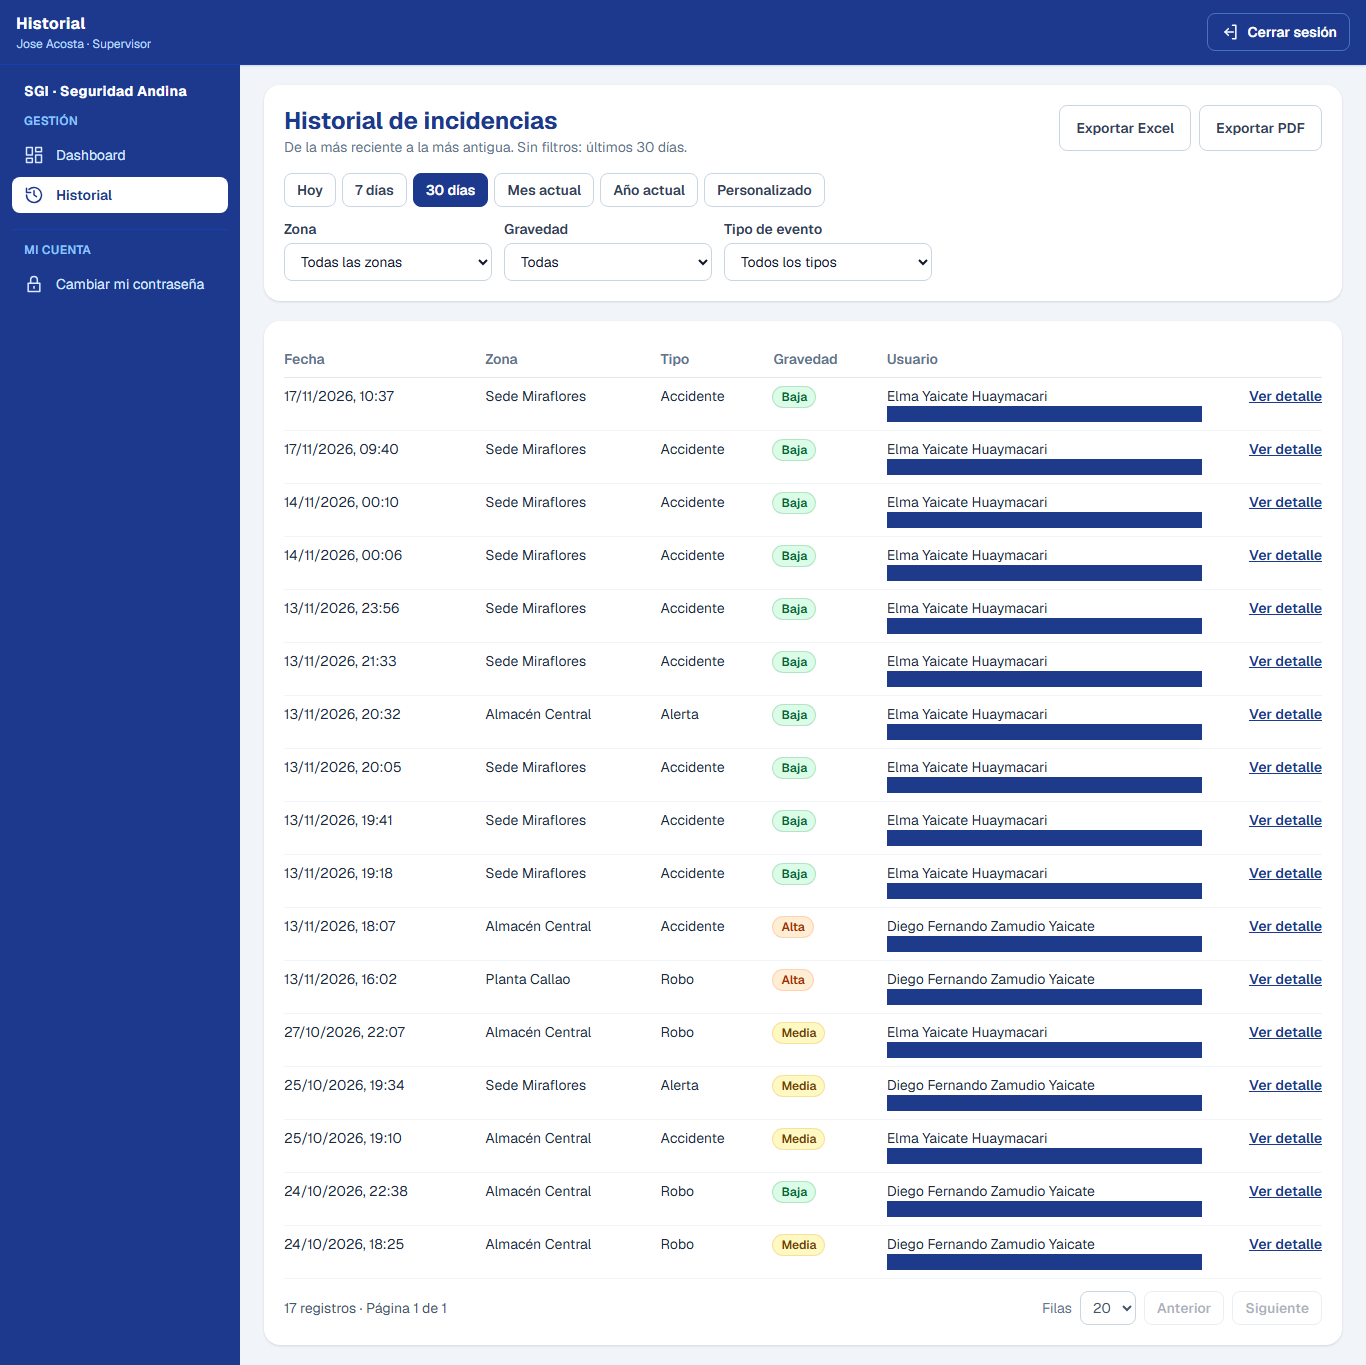 Historial
Jose Acosta · Supervisor
Cerrar sesión
SGI · Seguridad Andina
GESTIÓN
Dashboard
Historial
MI CUENTA
Cambiar mi contraseña
Historial de incidencias
De la más reciente a la más antigua. Sin filtros: últimos 30 días.
Exportar Excel Exportar PDF
Hoy 7 días 30 días Mes actual Año actual Personalizado
Zona Gravedad Tipo de evento
Todas las zonas Todas Todos los tipos
Fecha Zona Tipo Gravedad Usuario
17/11/2026, 10:37 Sede Miraflores Accidente Baja Elma Yaicate Huaymacari Ver detalle
17/11/2026, 09:40 Sede Miraflores Accidente Baja Elma Yaicate Huaymacari Ver detalle
14/11/2026, 00:10 Sede Miraflores Accidente Baja Elma Yaicate Huaymacari Ver detalle
14/11/2026, 00:06 Sede Miraflores Accidente Baja Elma Yaicate Huaymacari Ver detalle
13/11/2026, 23:56 Sede Miraflores Accidente Baja Elma Yaicate Huaymacari Ver detalle
13/11/2026, 21:33 Sede Miraflores Accidente Baja Elma Yaicate Huaymacari Ver detalle
13/11/2026, 20:32 Almacén Central Alerta Baja Elma Yaicate Huaymacari Ver detalle
13/11/2026, 20:05 Sede Miraflores Accidente Baja Elma Yaicate Huaymacari Ver detalle
13/11/2026, 19:41 Sede Miraflores Accidente Baja Elma Yaicate Huaymacari Ver detalle
13/11/2026, 19:18 Sede Miraflores Accidente Baja Elma Yaicate Huaymacari Ver detalle
13/11/2026, 18:07 Almacén Central Accidente Alta Diego Fernando Zamudio Yaicate Ver detalle
13/11/2026, 16:02 Planta Callao Robo Alta Diego Fernando Zamudio Yaicate Ver detalle
27/10/2026, 22:07 Almacén Central Robo Media Elma Yaicate Huaymacari Ver detalle
25/10/2026, 19:34 Sede Miraflores Alerta Media Diego Fernando Zamudio Yaicate Ver detalle
25/10/2026, 19:10 Almacén Central Accidente Media Elma Yaicate Huaymacari Ver detalle
24/10/2026, 22:38 Almacén Central Robo Baja Diego Fernando Zamudio Yaicate Ver detalle
24/10/2026, 18:25 Almacén Central Robo Media Diego Fernando Zamudio Yaicate Ver detalle
17 registros · Página 1 de 1 Filas 20 Anterior Siguiente